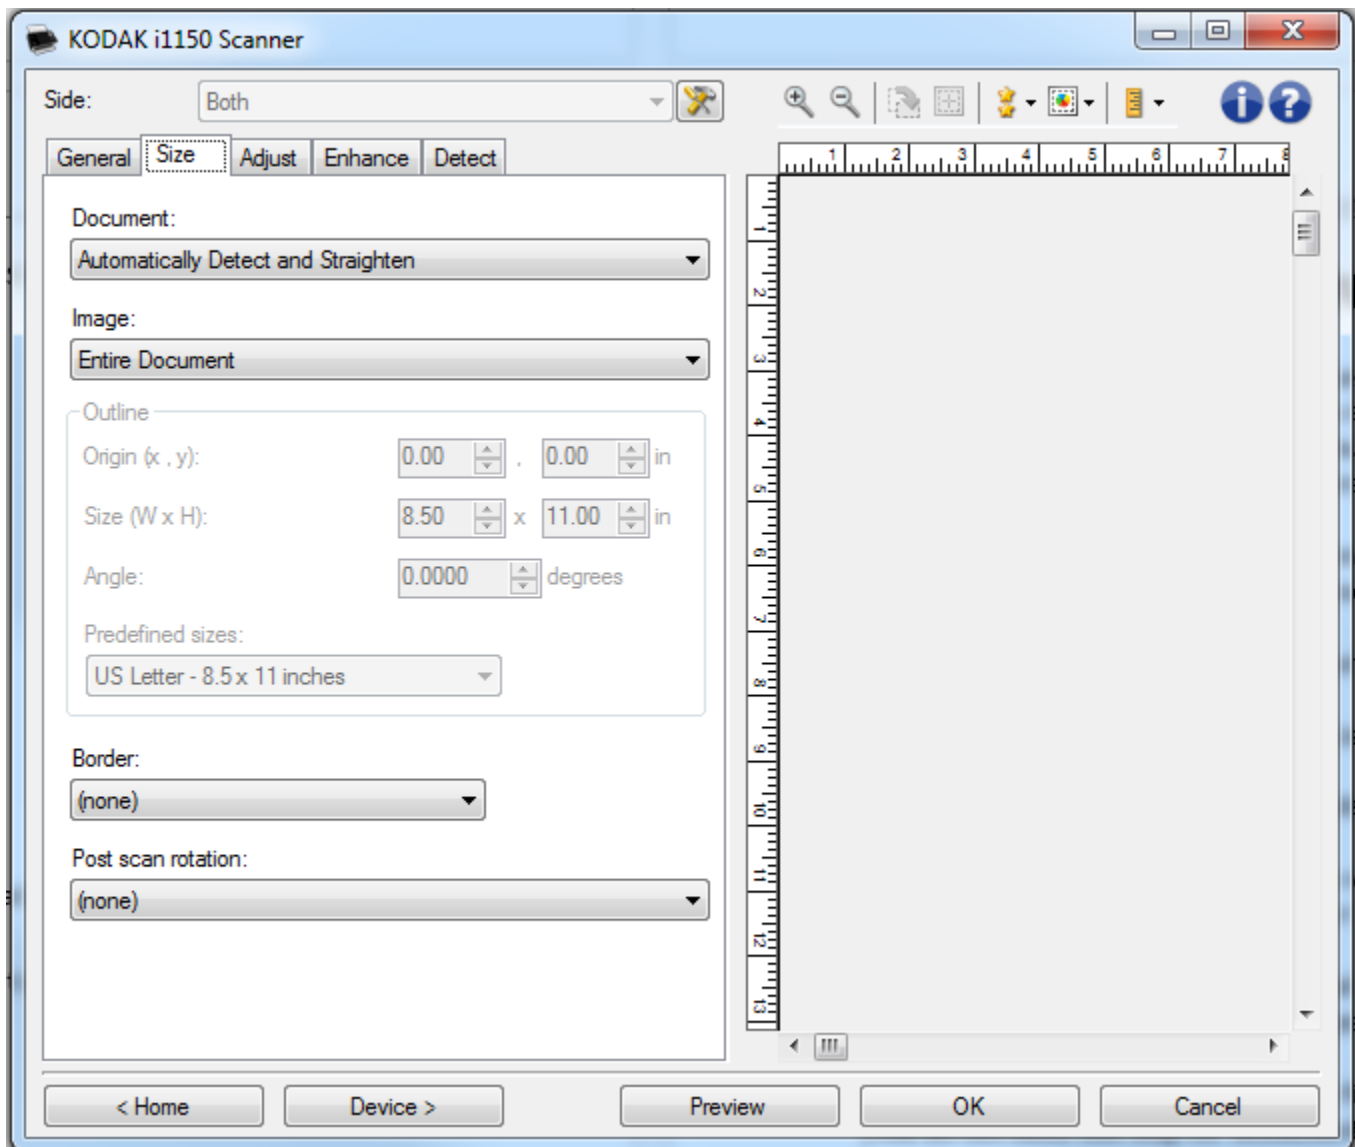 KODAK i1150 Scanner
Side: Both
General Size Adjust Enhance Detect
1 2 3 4 5 6 7 8
Document:
Automatically Detect and Straighten
Image:
Entire Document
Outline
Origin (x , y): 0.00 , 0.00 in
Size (W x H): 8.50 x 11.00 in
Angle: 0.0000 degrees
Predefined sizes:
US Letter - 8.5 x 11 inches
Border:
(none)
Post scan rotation:
(none)
1
2
3
4
5
6
7
8
9
10
11
12
13
< Home Device > Preview OK Cancel